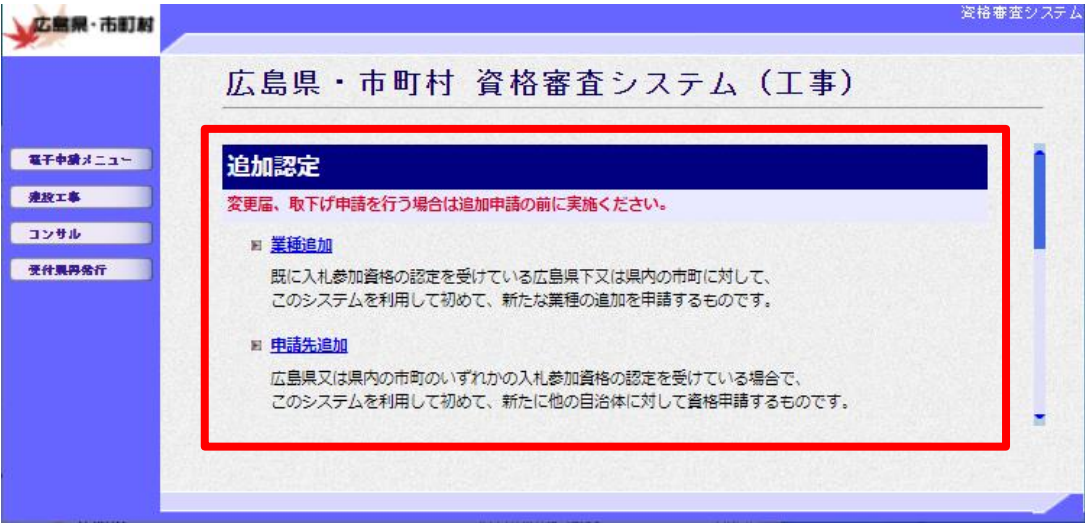 資格審査システム
広島県・市町村
広島県・市町村 資格審査システム（工事）
電子申請メニュー
建設工事
コンサル
受付票再発行
追加認定
変更届、取下げ申請を行う場合は追加申請の前に実施ください。
業種追加
既に入札参加資格の認定を受けている広島県下又は県内の市町に対して、
このシステムを利用して初めて、新たな業種の追加を申請するものです。
申請先追加
広島県又は県内の市町のいずれかの入札参加資格の認定を受けている場合で、
このシステムを利用して初めて、新たに他の自治体に対して資格申請するものです。